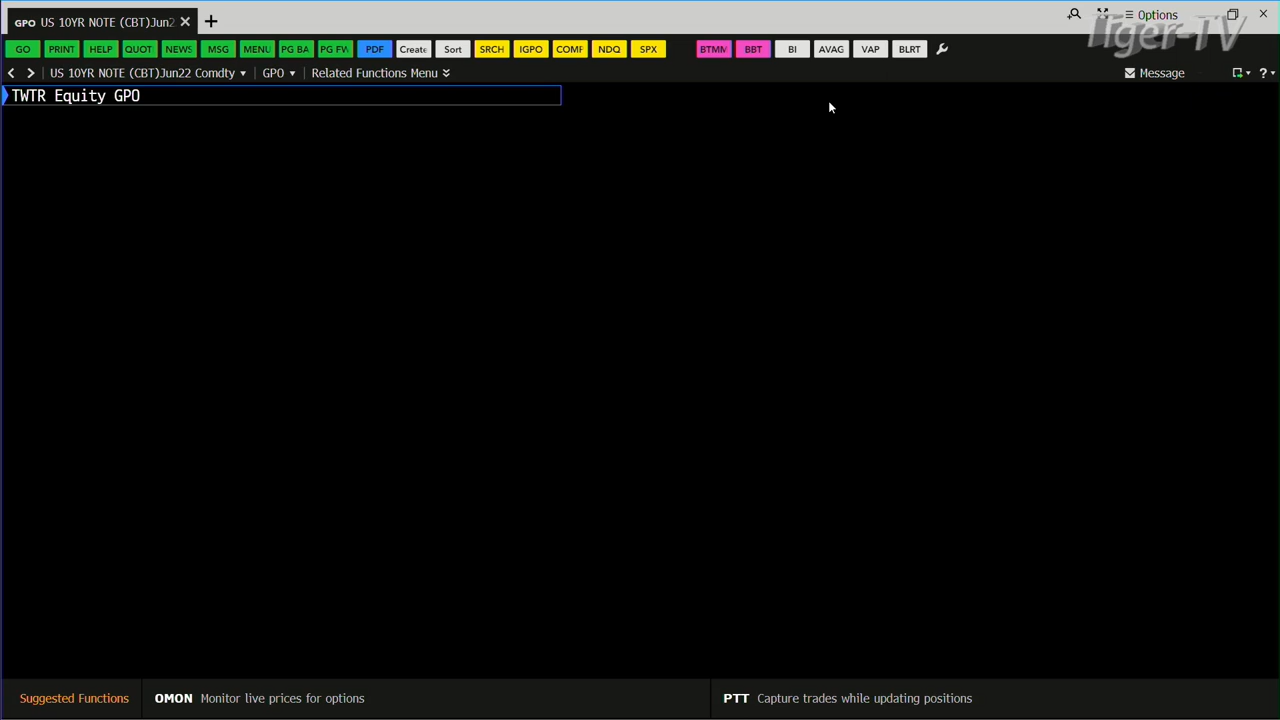 GPO US 10YR NOTE (CBT)Jun2
Options
Tiger-TV
GO PRINT HELP QUOT NEWS MSG MENU PG BA PG FW PDF Create Sort SRCH IGPO COMP NDQ SPX BTMM BBT BI AVAG VAP BLRT
US 10YR NOTE (CBT)Jun22 Comdty GPO Related Functions Menu Message ?
TWTR Equity GPO
Suggested Functions OMON Monitor live prices for options PTT Capture trades while updating positions